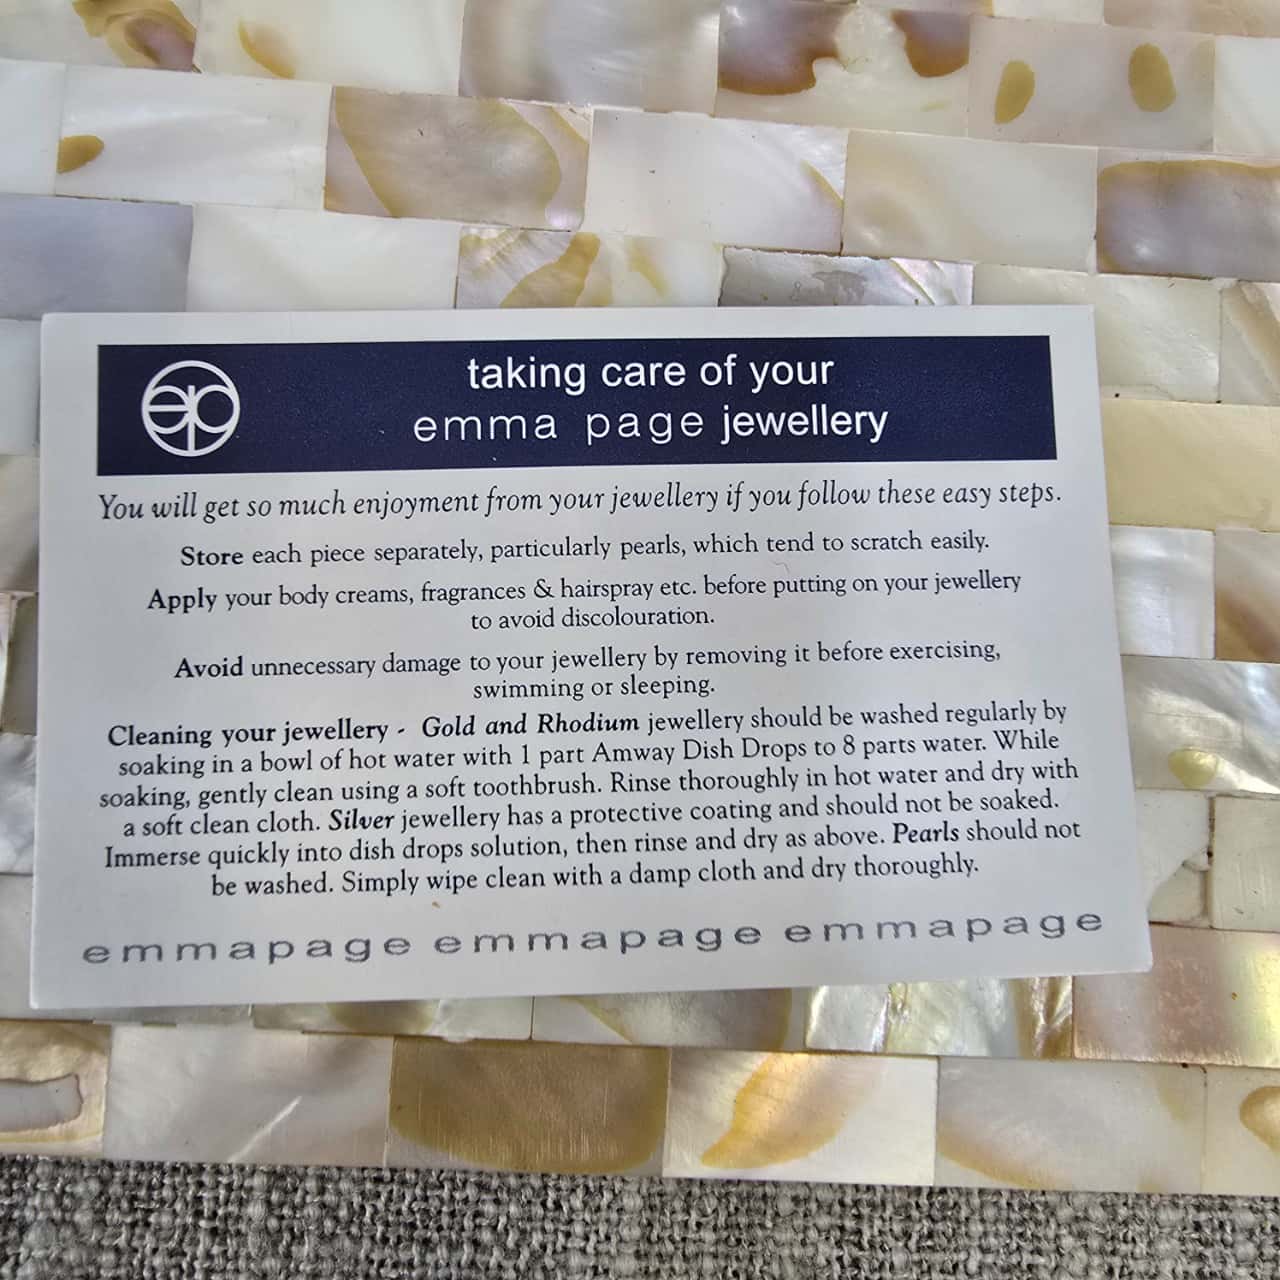 ep
taking care of your
emma page jewellery
You will get so much enjoyment from your jewellery if you follow these easy steps.
Store each piece separately, particularly pearls, which tend to scratch easily.
Apply your body creams, fragrances & hairspray etc. before putting on your jewellery
to avoid discolouration.
Avoid unnecessary damage to your jewellery by removing it before exercising,
swimming or sleeping.
Cleaning your jewellery - Gold and Rhodium jewellery should be washed regularly by
soaking in a bowl of hot water with 1 part Amway Dish Drops to 8 parts water. While
soaking, gently clean using a soft toothbrush. Rinse thoroughly in hot water and dry with
a soft clean cloth. Silver jewellery has a protective coating and should not be soaked.
Immerse quickly into dish drops solution, then rinse and dry as above. Pearls should not
be washed. Simply wipe clean with a damp cloth and dry thoroughly.
emmapage emmapage emmapage